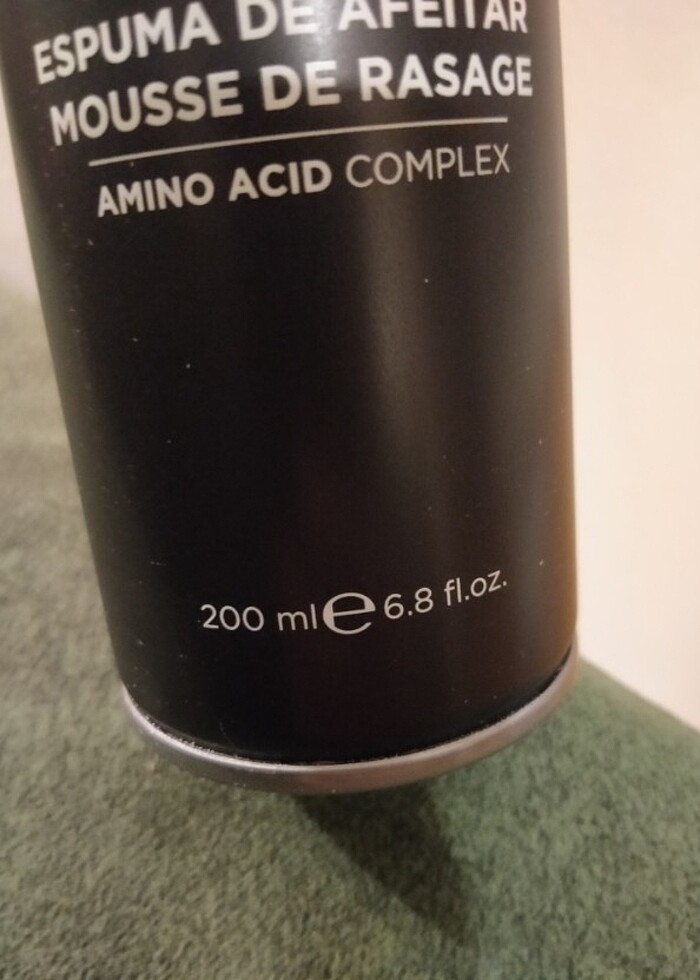 ESPUMA DE AFEITAR
MOUSSE DE RASAGE
AMINO ACID COMPLEX
200 ml℮ 6.8 fl.oz.